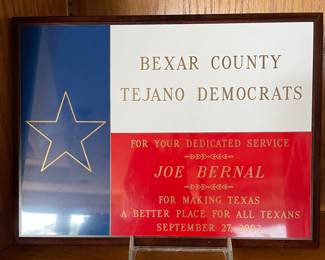 BEXAR COUNTY
TEJANO DEMOCRATS
FOR YOUR DEDICATED SERVICE
JOE BERNAL
FOR MAKING TEXAS
A BETTER PLACE FOR ALL TEXANS
SEPTEMBER 27, 2002